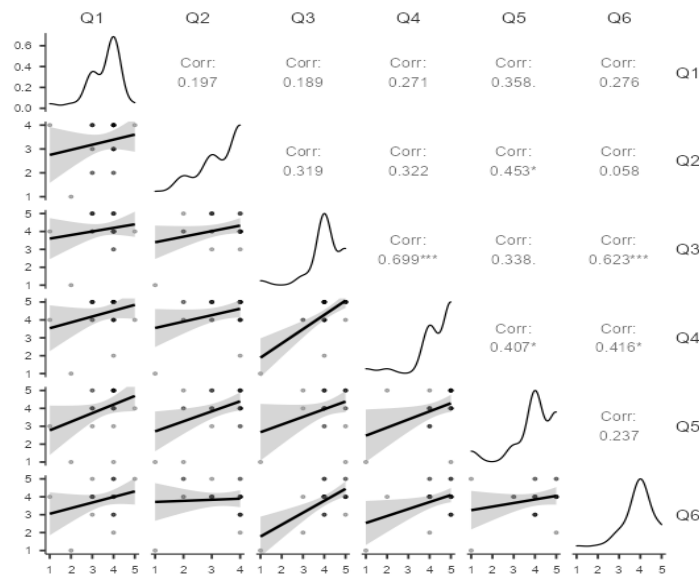 Q1 Q2 Q3 Q4 Q5 Q6
0.6
0.4
0.2
0.0
Corr:
0.197
Corr:
0.189
Corr:
0.271
Corr:
0.358.
Corr:
0.276
Q1
4
3
2
1
Corr:
0.319
Corr:
0.322
Corr:
0.453*
Corr:
0.058
Q2
5
4
3
2
1
Corr:
0.699***
Corr:
0.338.
Corr:
0.623***
Q3
5
4
3
2
1
Corr:
0.407*
Corr:
0.416*
Q4
5
4
3
2
1
Corr:
0.237
Q5
5
4
3
2
1
Q6
1 2 3 4 5 1 2 3 4 1 2 3 4 5 1 2 3 4 5 1 2 3 4 5 1 2 3 4 5